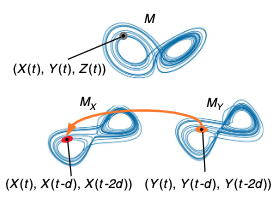 M
(X(t), Y(t), Z(t))
M_X
M_Y
(X(t), X(t-d), X(t-2d))
(Y(t), Y(t-d), Y(t-2d))